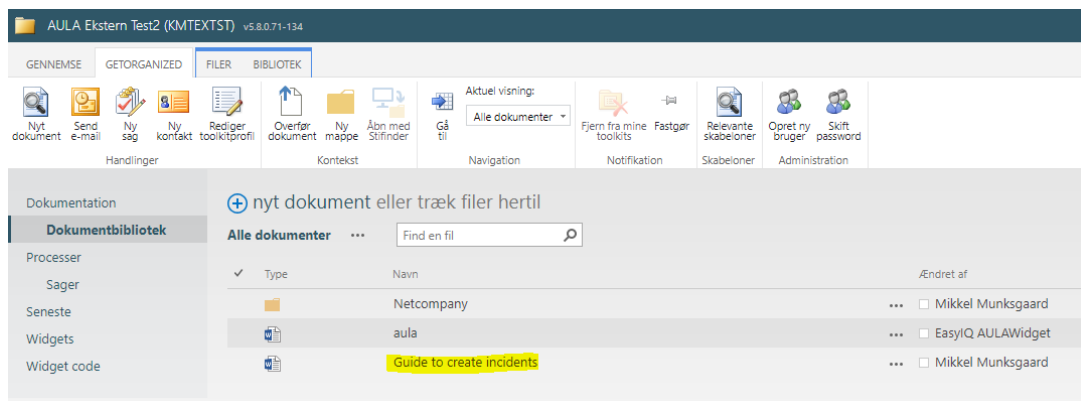 AULA Ekstern Test2 (KMTEXTST) v5.8.0.71-134
GENNEMSE GETORGANIZED FILER BIBLIOTEK
Nyt dokument
Send e-mail
Ny sag
Ny kontakt
Rediger toolkitprofil
Handlinger
Overfør dokument
Ny mappe
Åbn med Stifinder
Kontekst
Gå til
Aktuel visning:
Alle dokumenter
Navigation
Fjern fra mine toolkits
Fastgør
Notifikation
Relevante skabeloner
Skabeloner
Opret ny bruger
Skift password
Administration
Dokumentation
Dokumentbibliotek
Processer
Sager
Seneste
Widgets
Widget code
nyt dokument eller træk filer hertil
Alle dokumenter ••• Find en fil
Type Navn Ændret af
Netcompany ••• Mikkel Munksgaard
aula ••• EasyIQ AULAWidget
Guide to create incidents ••• Mikkel Munksgaard